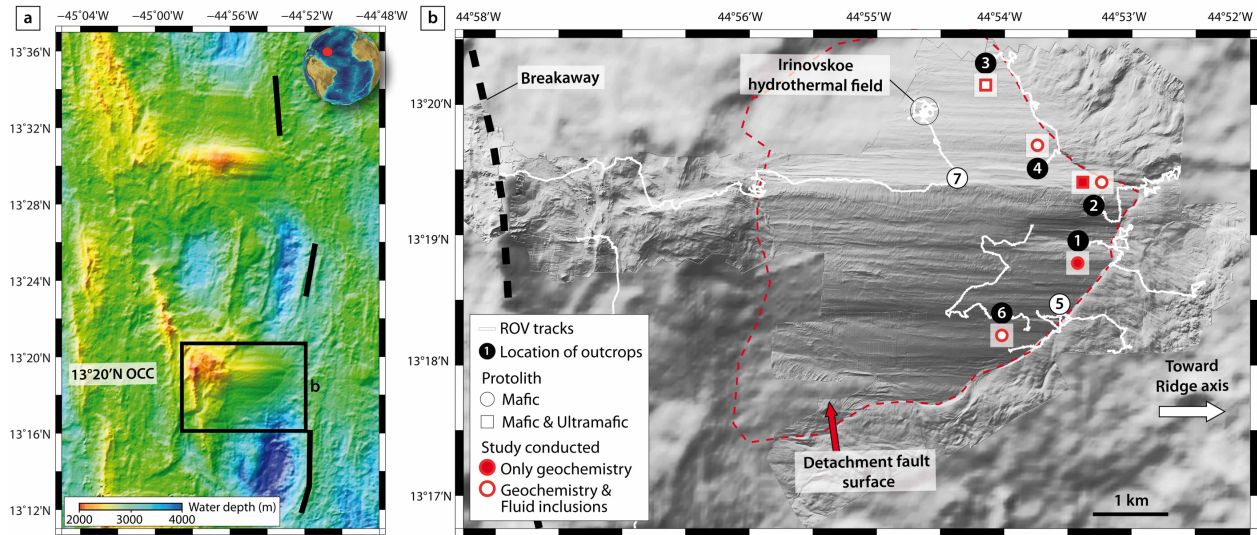 a
−45°04'W
−45°00'W
−44°56'W
−44°52'W
−44°48'W
13°36'N
13°32'N
13°28'N
13°24'N
13°20'N
13°16'N
13°12'N
13°20'N OCC
b
Water depth (m)
2000
3000
4000
b
44°58'W
44°56'W
44°55'W
44°54'W
44°53'W
44°52'W
13°20'N
13°19'N
13°18'N
13°17'N
Breakaway
Irinovskoe
hydrothermal field
3
4
7
2
1
5
6
ROV tracks
1 Location of outcrops
Protolith
Mafic
Mafic & Ultramafic
Study conducted
Only geochemistry
Geochemistry &
Fluid inclusions
Detachment fault
surface
Toward
Ridge axis
1 km